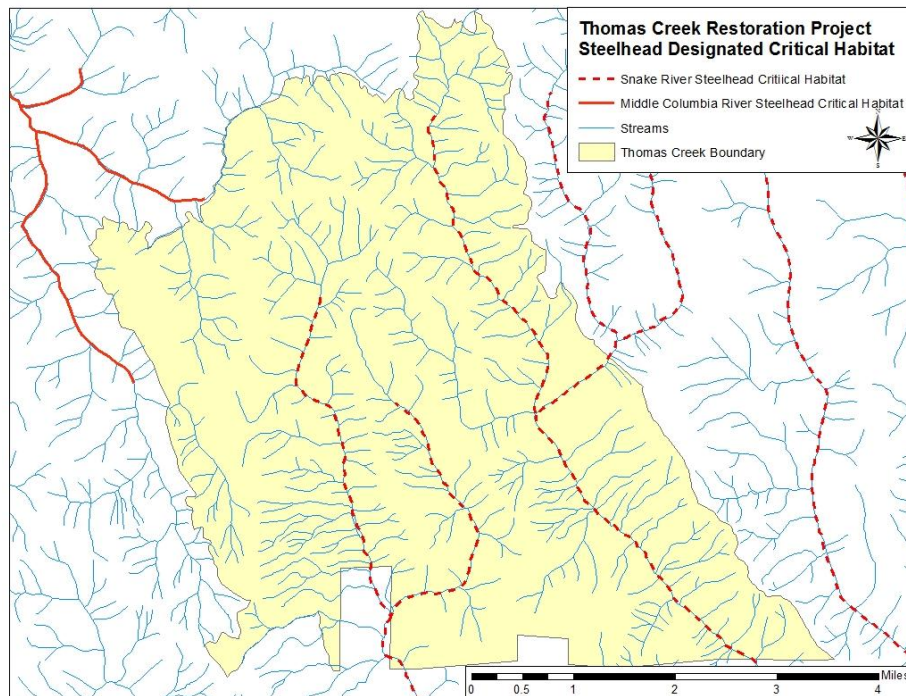 Thomas Creek Restoration Project
Steelhead Designated Critical Habitat
Snake River Steelhead Critiical Habitat
Middle Columbia River Steelhead Critical Habitat
Streams
Thomas Creek Boundary
N
W E
S
Miles
0 0.5 1 2 3 4